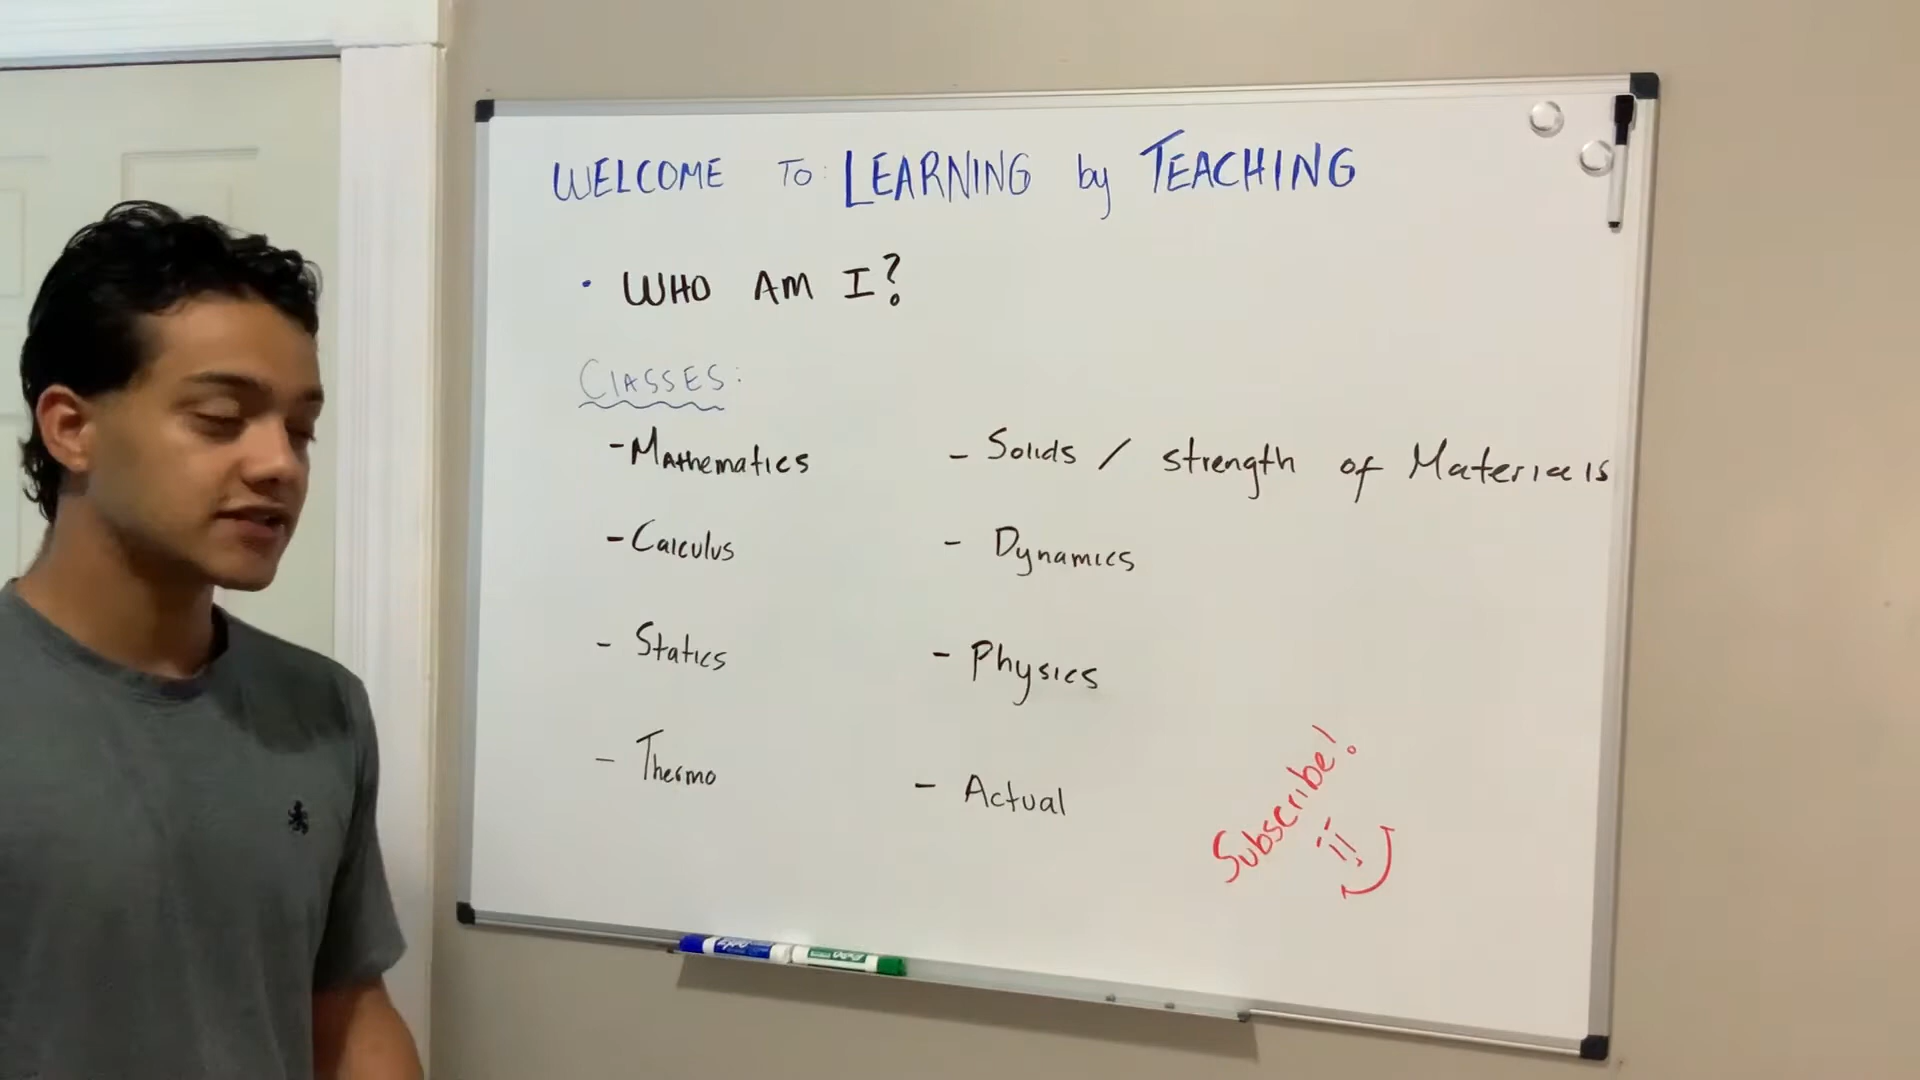 WELCOME TO: LEARNING by TEACHING
• WHO AM I?
CLASSES:
- Mathematics
- Calculus
- Statics
- Thermo
- Solids / strength of Materials
- Dynamics
- Physics
- Actual
Subscribe!
EXPO